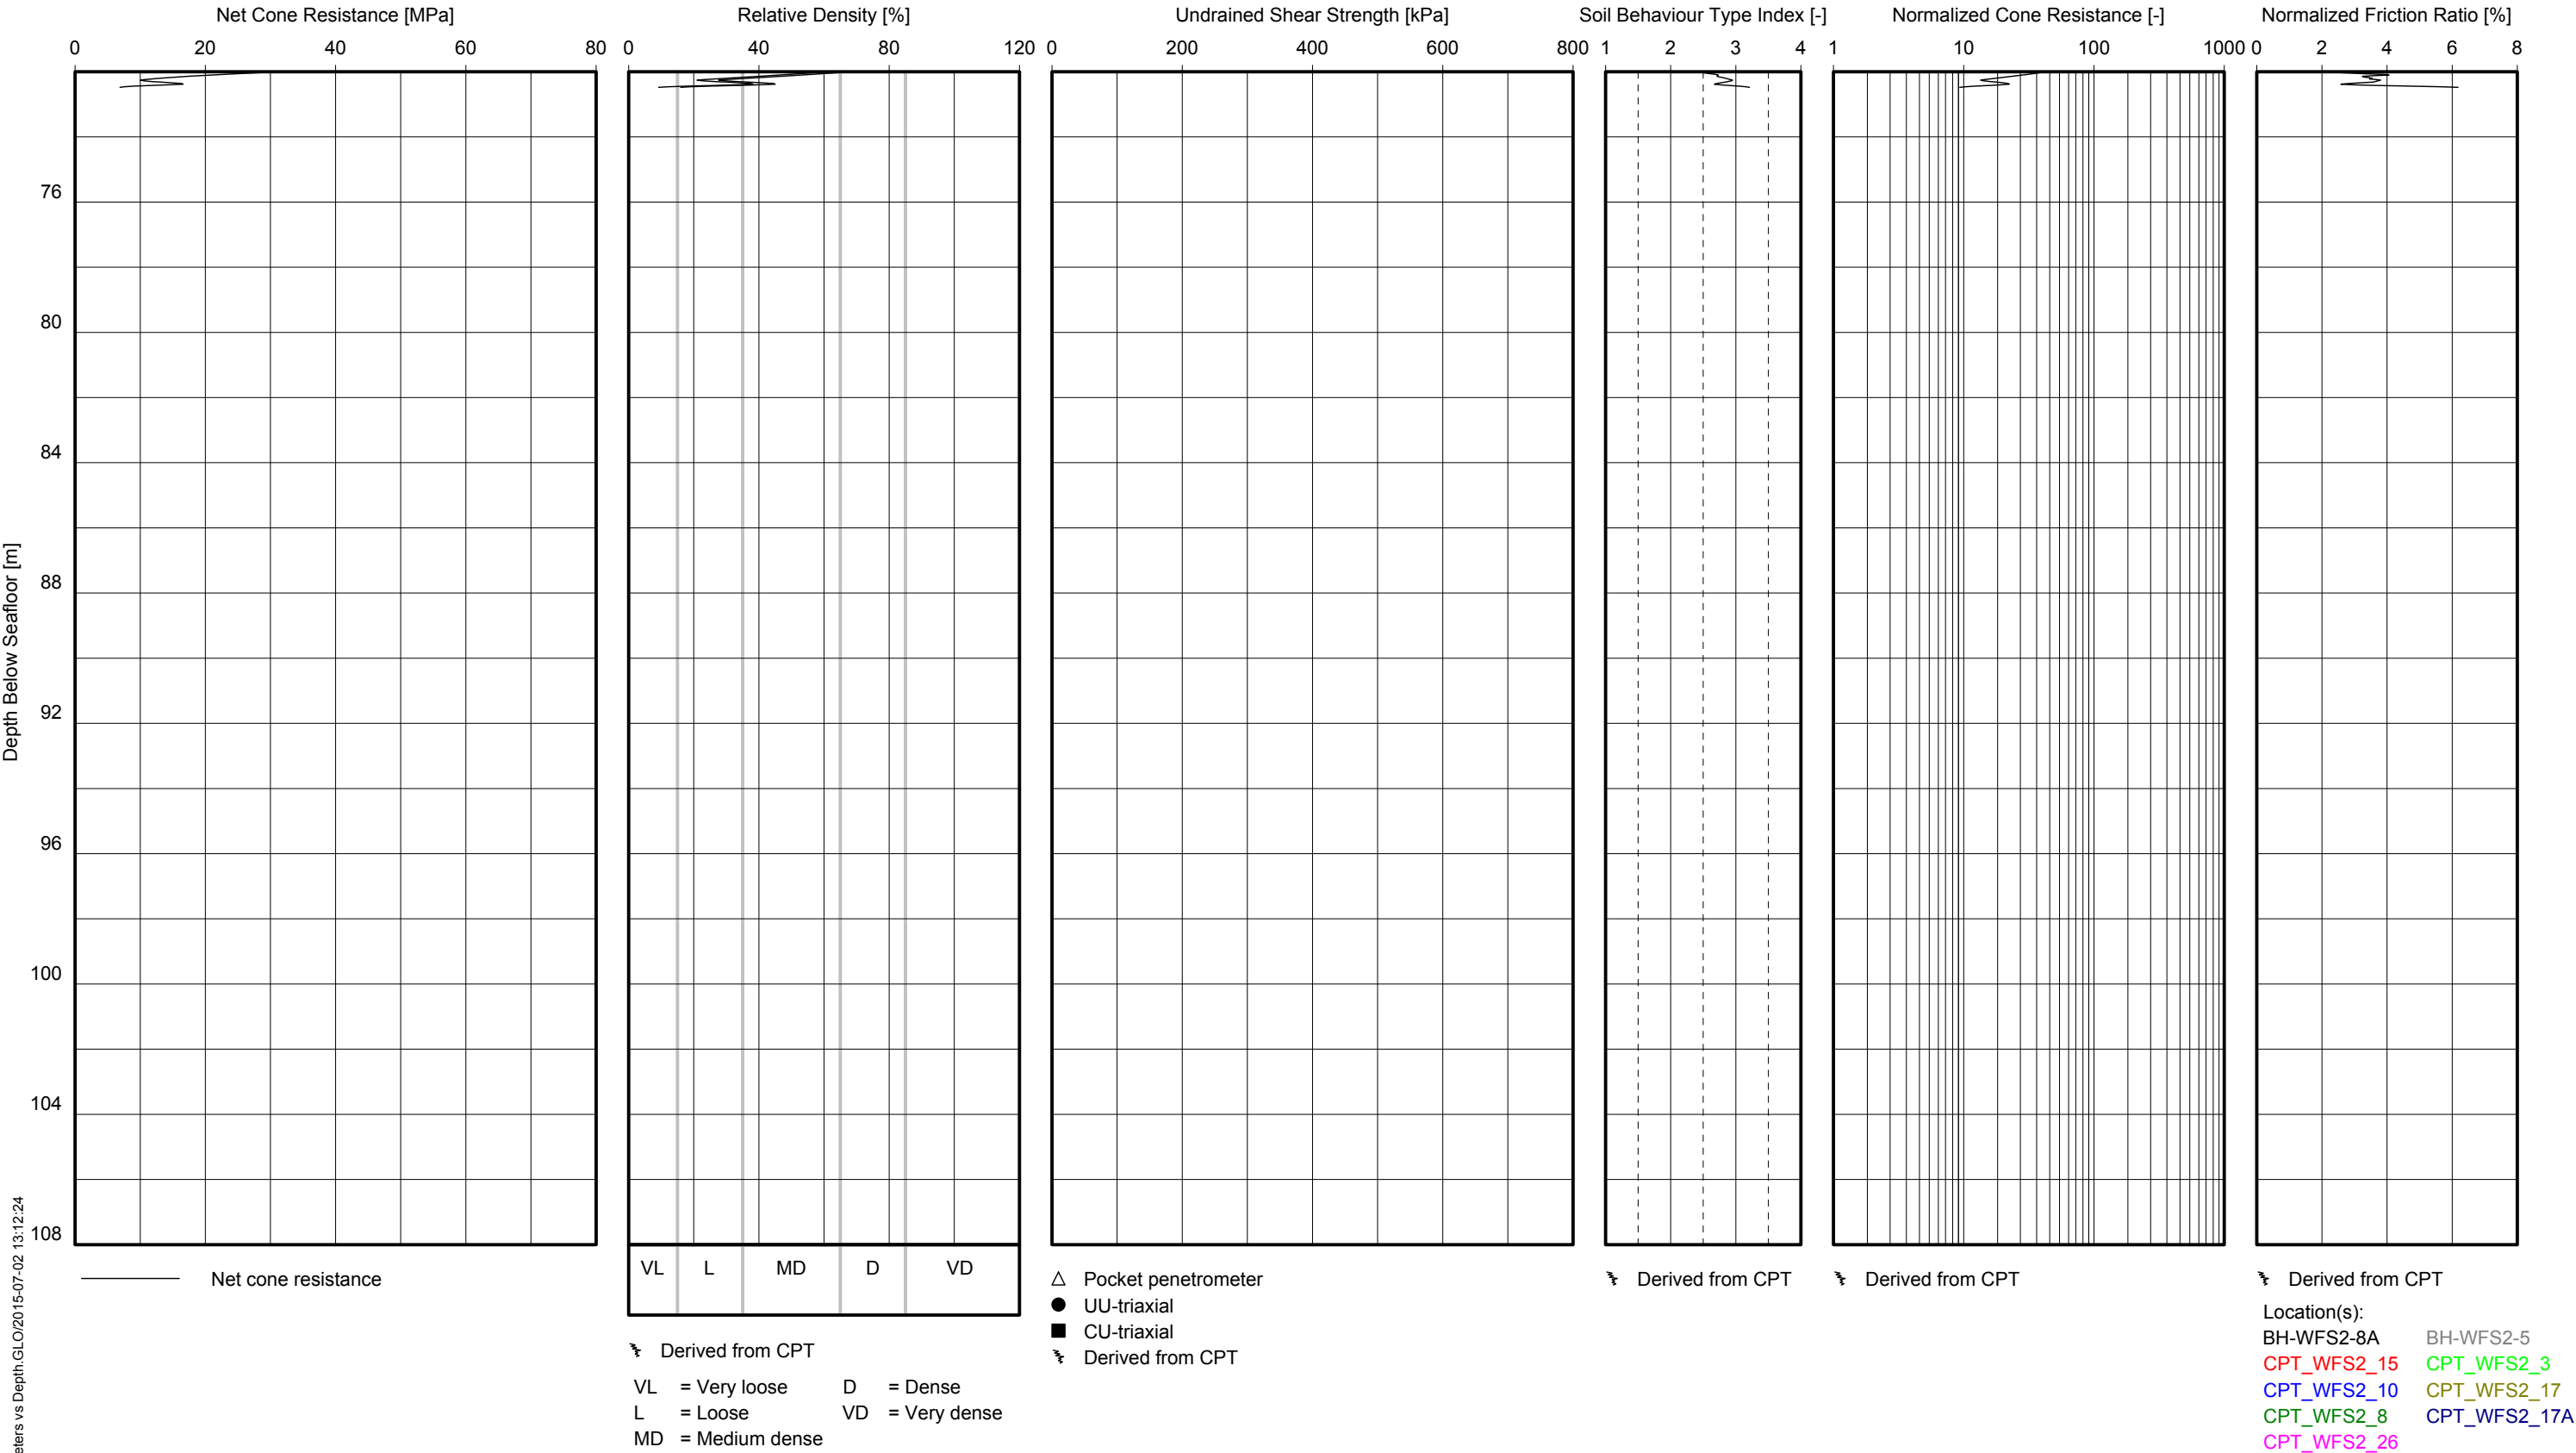 Net Cone Resistance [MPa]
0 20 40 60 80
Relative Density [%]
0 40 80 120
Undrained Shear Strength [kPa]
0 200 400 600 800
Soil Behaviour Type Index [-]
1 2 3 4
Normalized Cone Resistance [-]
1 10 100 1000
Normalized Friction Ratio [%]
0 2 4 6 8
Depth Below Seafloor [m]
76
80
84
88
92
96
100
104
108
VL L MD D VD
Net cone resistance
Derived from CPT
VL = Very loose
L = Loose
MD = Medium dense
D = Dense
VD = Very dense
Pocket penetrometer
UU-triaxial
CU-triaxial
Derived from CPT
Derived from CPT
Derived from CPT
Derived from CPT
Location(s):
BH-WFS2-8A BH-WFS2-5
CPT_WFS2_15 CPT_WFS2_3
CPT_WFS2_10 CPT_WFS2_17
CPT_WFS2_8 CPT_WFS2_17A
CPT_WFS2_26
eters vs Depth.GLO/2015-07-02 13:12:24